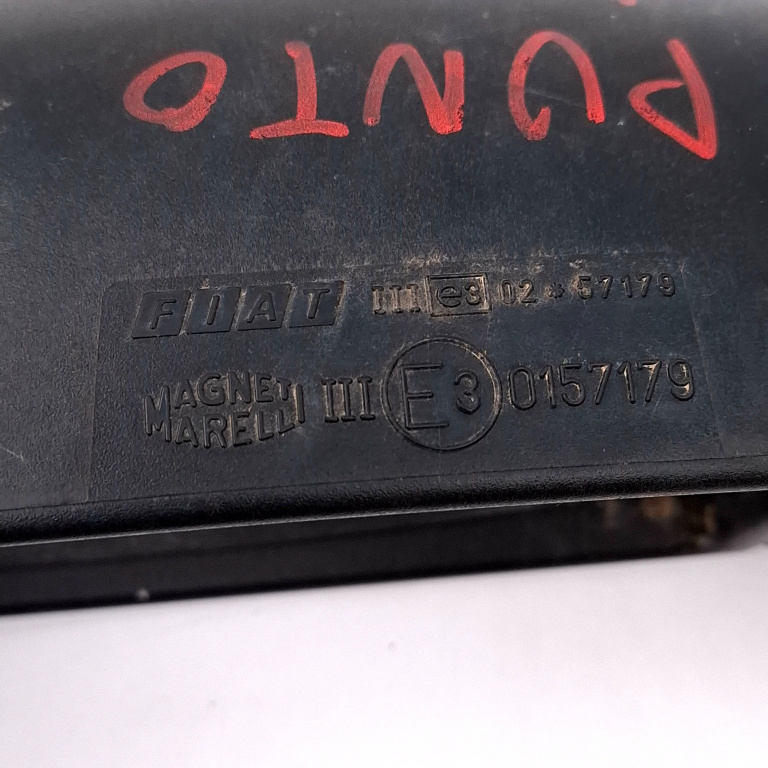 PUNTO
FIAT III e3 02*57179
MAGNETI MARELLI III E3 0157179